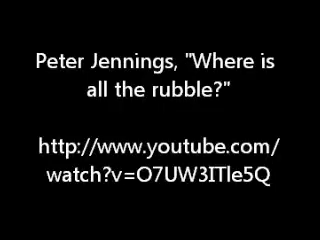 Peter Jennings, "Where is
all the rubble?"
http://www.youtube.com/
watch?v=O7UW3ITle5Q